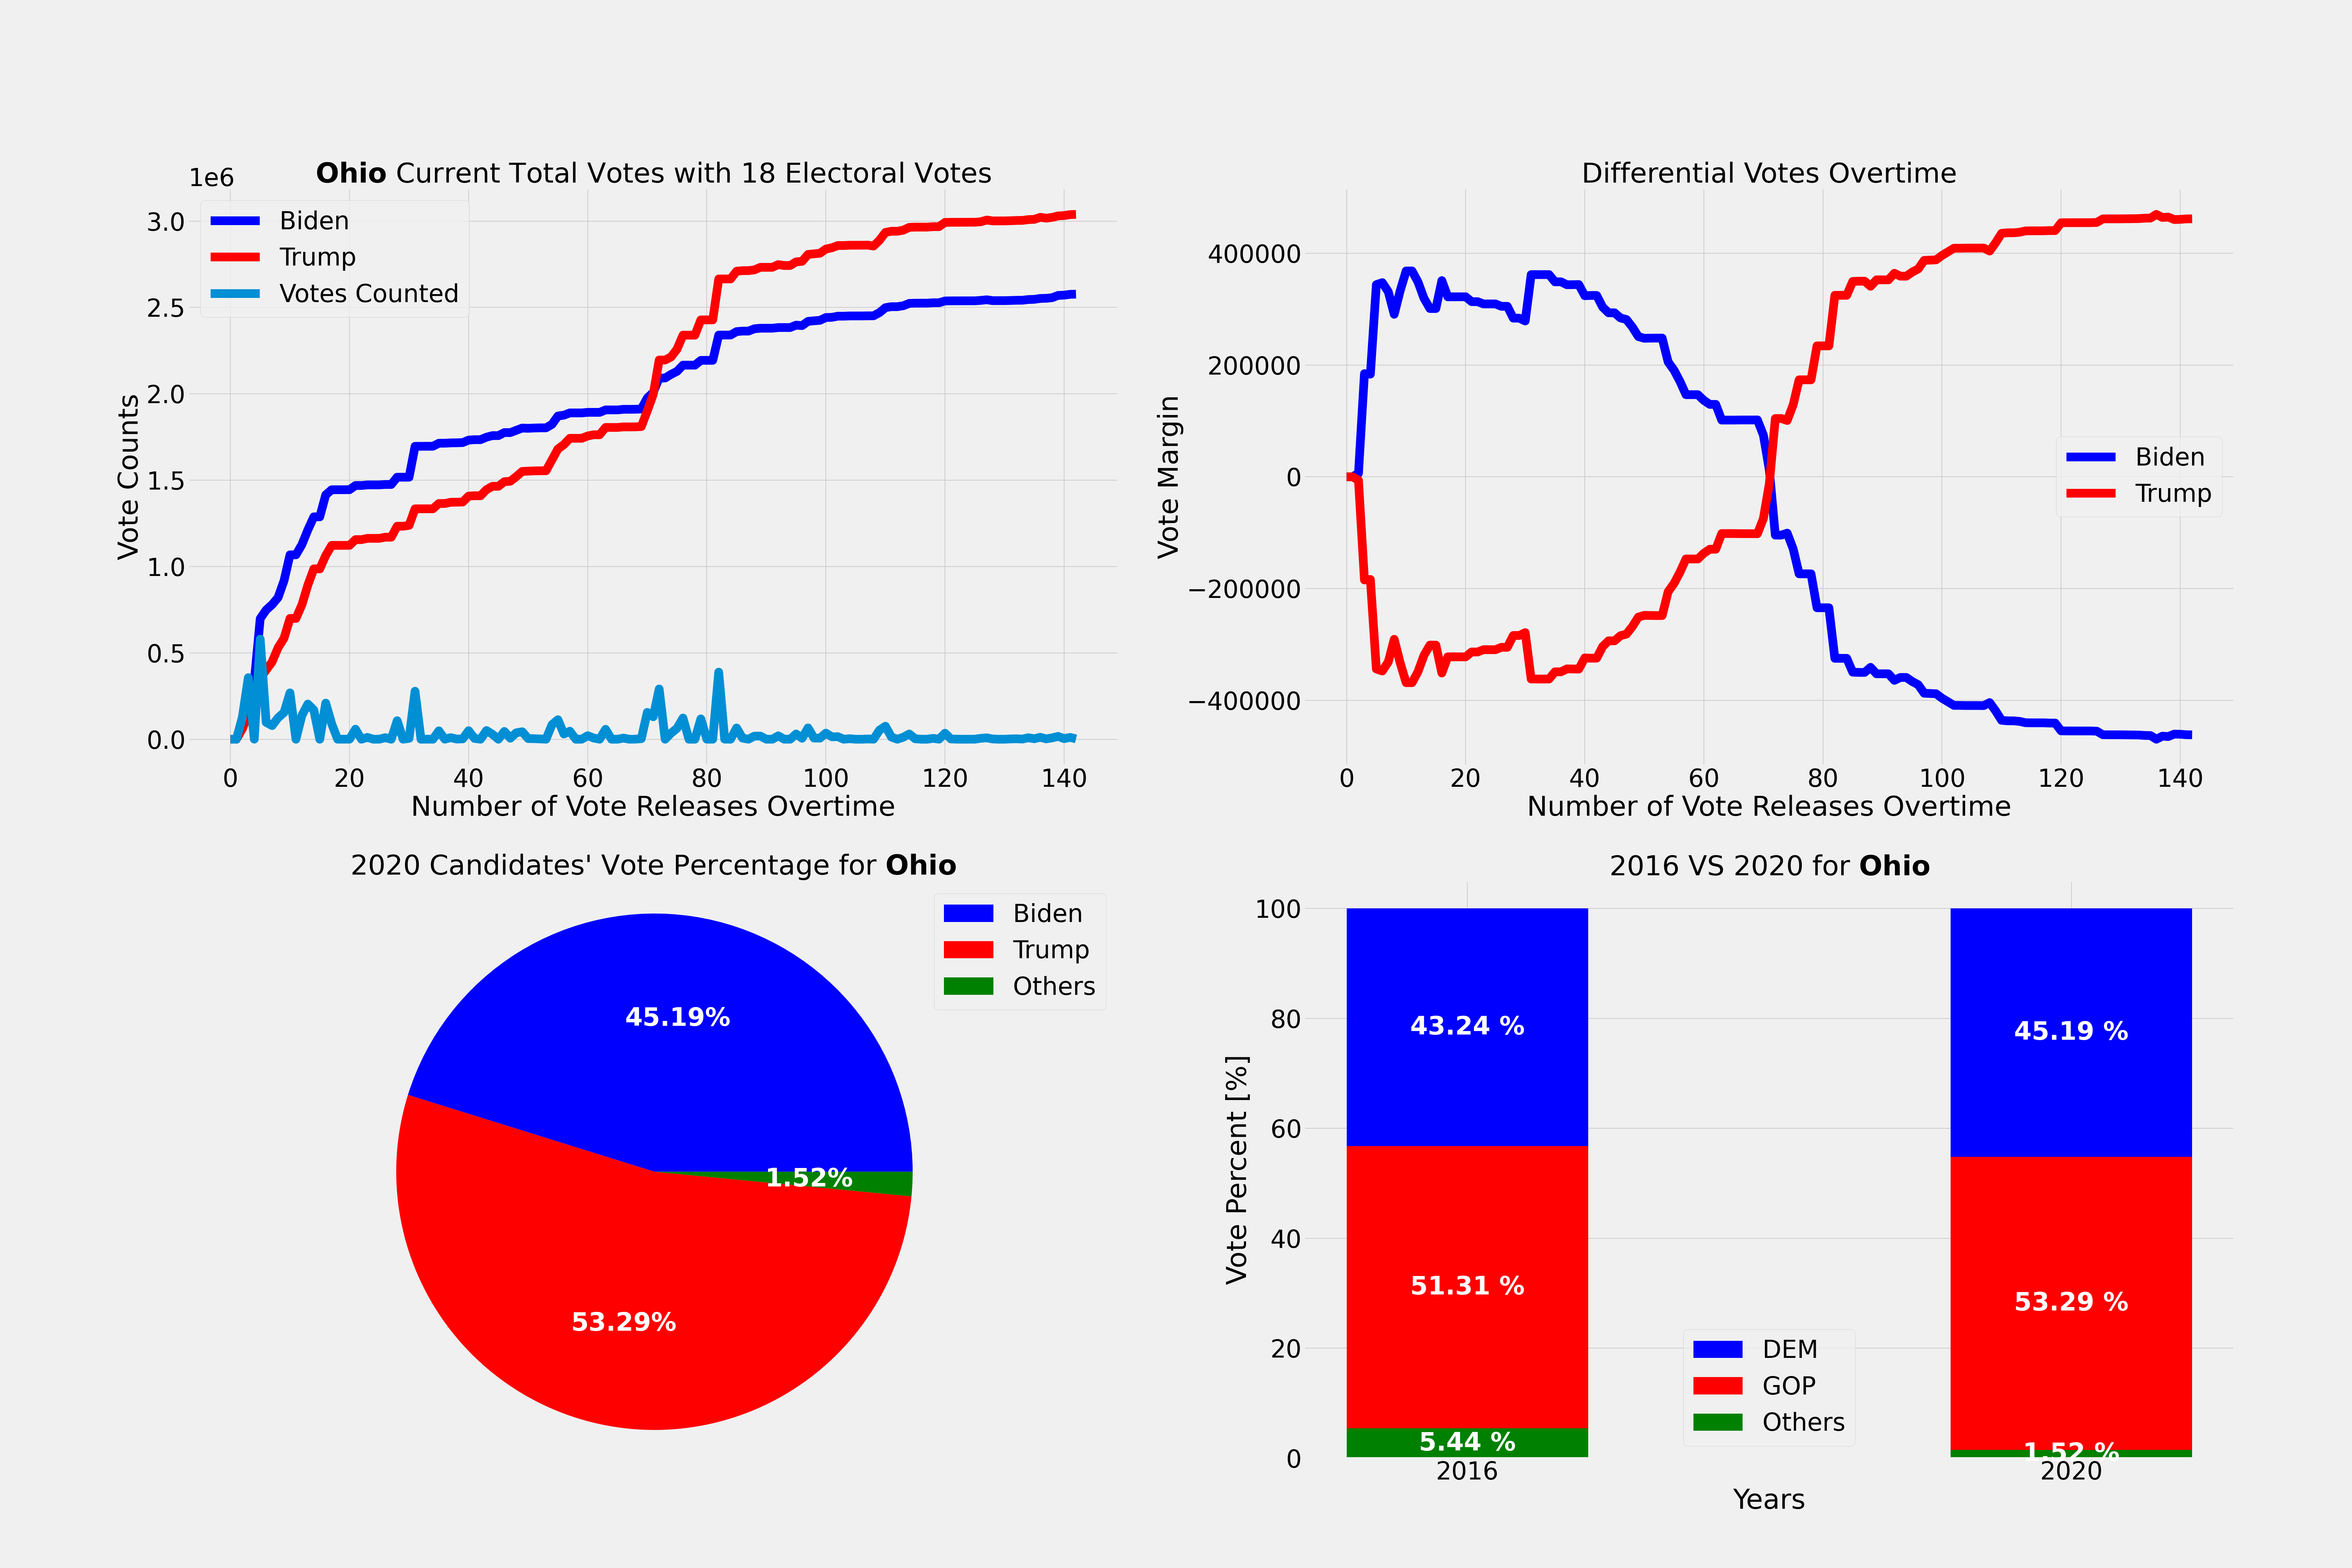 Ohio Current Total Votes with 18 Electoral Votes
1e6
Biden
Trump
Votes Counted
3.0
2.5
2.0
1.5
1.0
0.5
0.0
Vote Counts
0 20 40 60 80 100 120 140
Number of Vote Releases Overtime
Differential Votes Overtime
400000
200000
0
−200000
−400000
Vote Margin
Biden
Trump
0 20 40 60 80 100 120 140
Number of Vote Releases Overtime
2020 Candidates' Vote Percentage for Ohio
Biden
Trump
Others
45.19%
1.52%
53.29%
2016 VS 2020 for Ohio
100
80
60
40
20
0
Vote Percent [%]
43.24 %
45.19 %
51.31 %
53.29 %
DEM
GOP
Others
5.44 %
1.52 %
2016 2020
Years